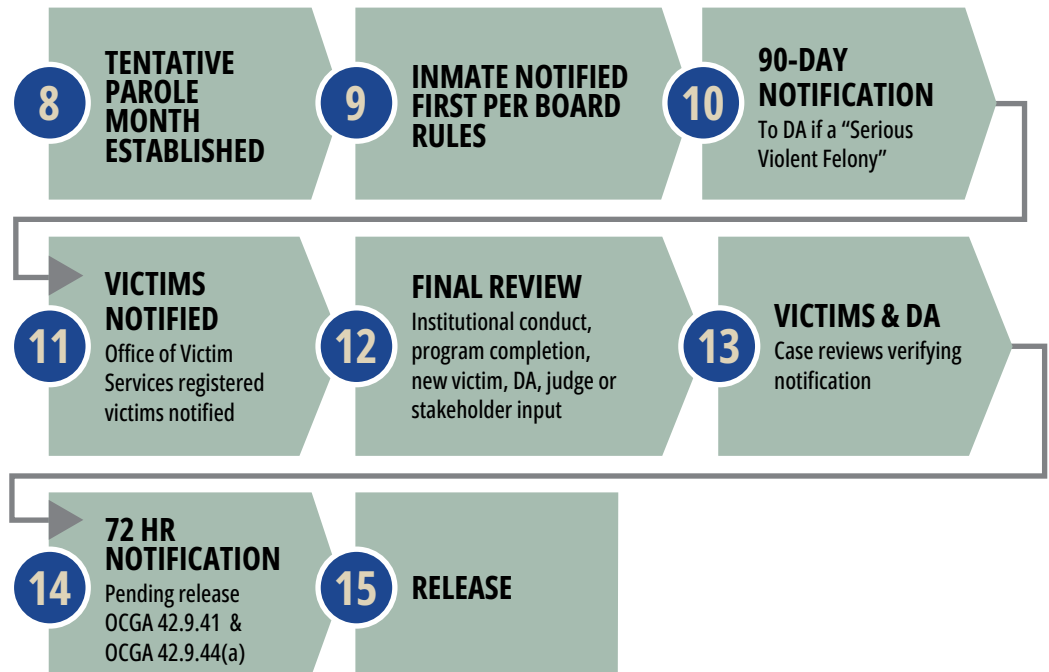 8
TENTATIVE
PAROLE
MONTH
ESTABLISHED
9
INMATE NOTIFIED
FIRST PER BOARD
RULES
10
90-DAY
NOTIFICATION
To DA if a “Serious
Violent Felony”
11
VICTIMS
NOTIFIED
Office of Victim
Services registered
victims notified
12
FINAL REVIEW
Institutional conduct,
program completion,
new victim, DA, judge or
stakeholder input
13
VICTIMS & DA
Case reviews verifying
notification
14
72 HR
NOTIFICATION
Pending release
OCGA 42.9.41 &
OCGA 42.9.44(a)
15
RELEASE